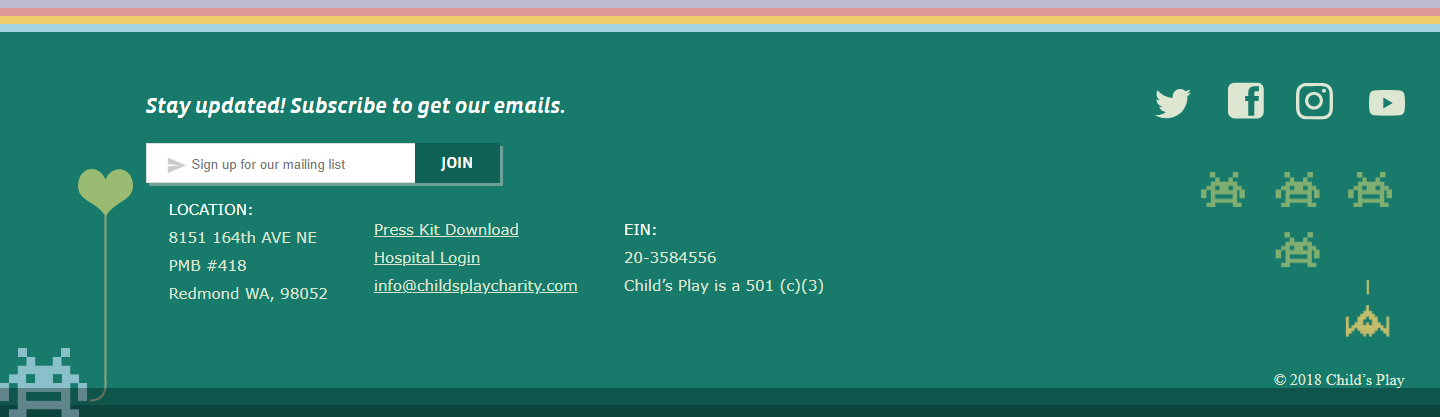 Stay updated! Subscribe to get our emails.
Sign up for our mailing list
JOIN
LOCATION:
8151 164th AVE NE
PMB #418
Redmond WA, 98052
Press Kit Download
Hospital Login
info@childsplaycharity.com
EIN:
20-3584556
Child’s Play is a 501 (c)(3)
© 2018 Child’s Play